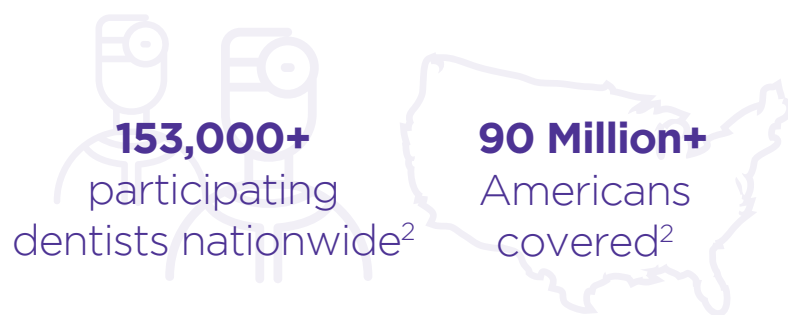 153,000+
participating
dentists nationwide²
90 Million+
Americans
covered²